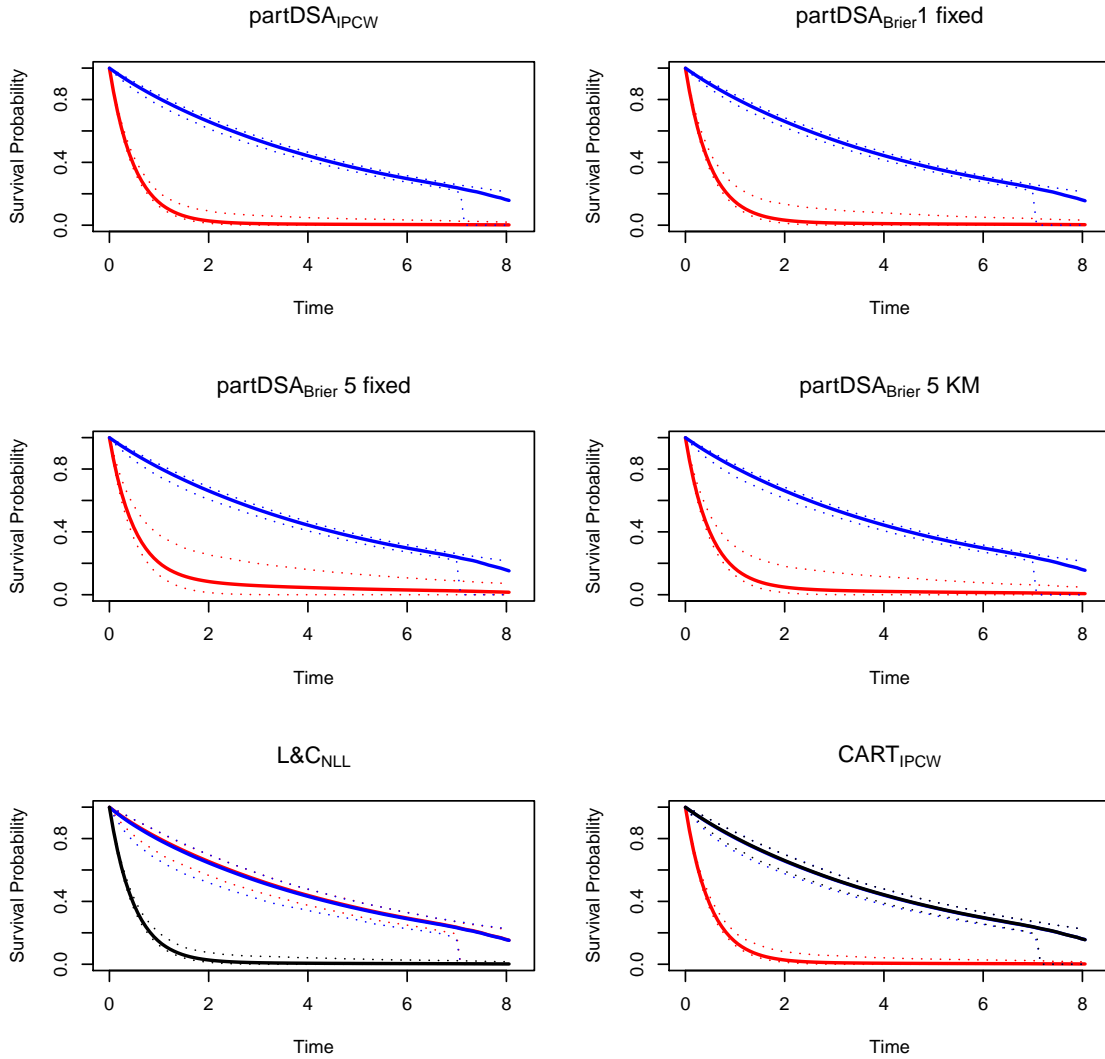 partDSA_IPCW
Survival Probability
0.0 0.4 0.8
0 2 4 6 8
Time
partDSA_Brier1 fixed
Survival Probability
0.0 0.4 0.8
0 2 4 6 8
Time
partDSA_Brier 5 fixed
Survival Probability
0.0 0.4 0.8
0 2 4 6 8
Time
partDSA_Brier 5 KM
Survival Probability
0.0 0.4 0.8
0 2 4 6 8
Time
L&C_NLL
Survival Probability
0.0 0.4 0.8
0 2 4 6 8
Time
CART_IPCW
Survival Probability
0.0 0.4 0.8
0 2 4 6 8
Time